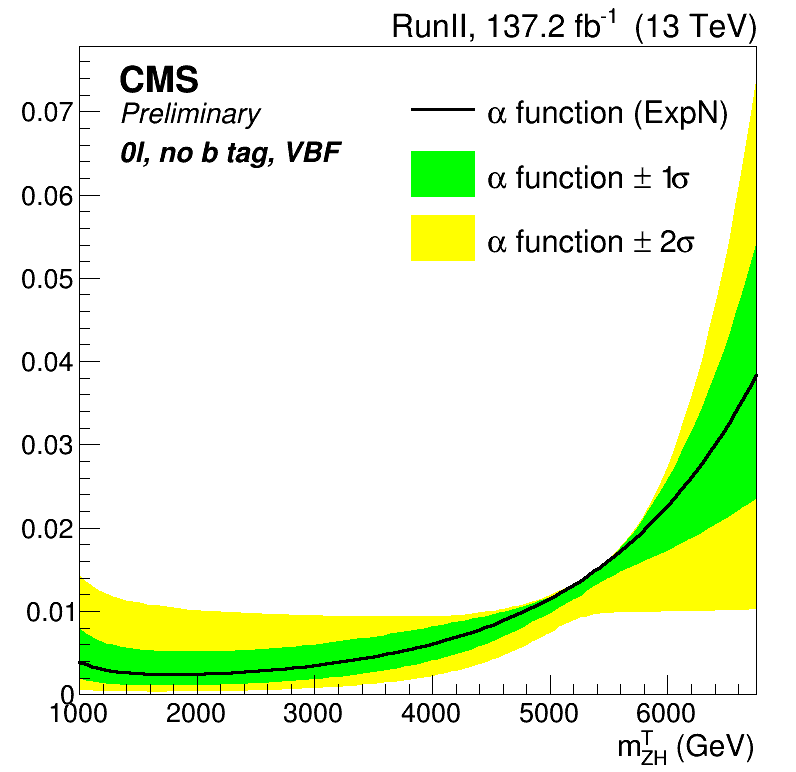 RunII, 137.2 fb⁻¹ (13 TeV)
CMS
Preliminary
0l, no b tag, VBF
α function (ExpN)
α function ± 1σ
α function ± 2σ
0.07
0.06
0.05
0.04
0.03
0.02
0.01
0
1000 2000 3000 4000 5000 6000
m^T_ZH (GeV)